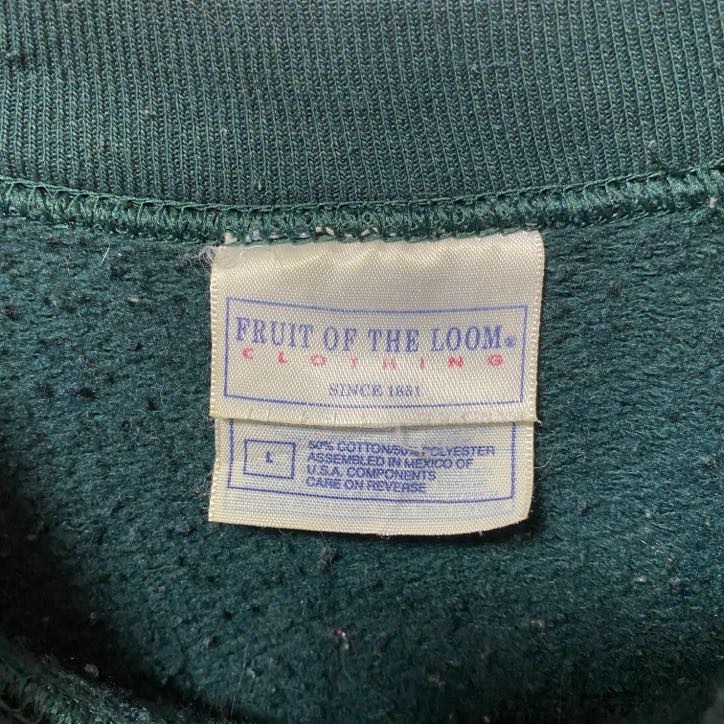 FRUIT OF THE LOOM®
CLOTHING
SINCE 1851
L
50% COTTON/50% POLYESTER
ASSEMBLED IN MEXICO OF
U.S.A. COMPONENTS
CARE ON REVERSE